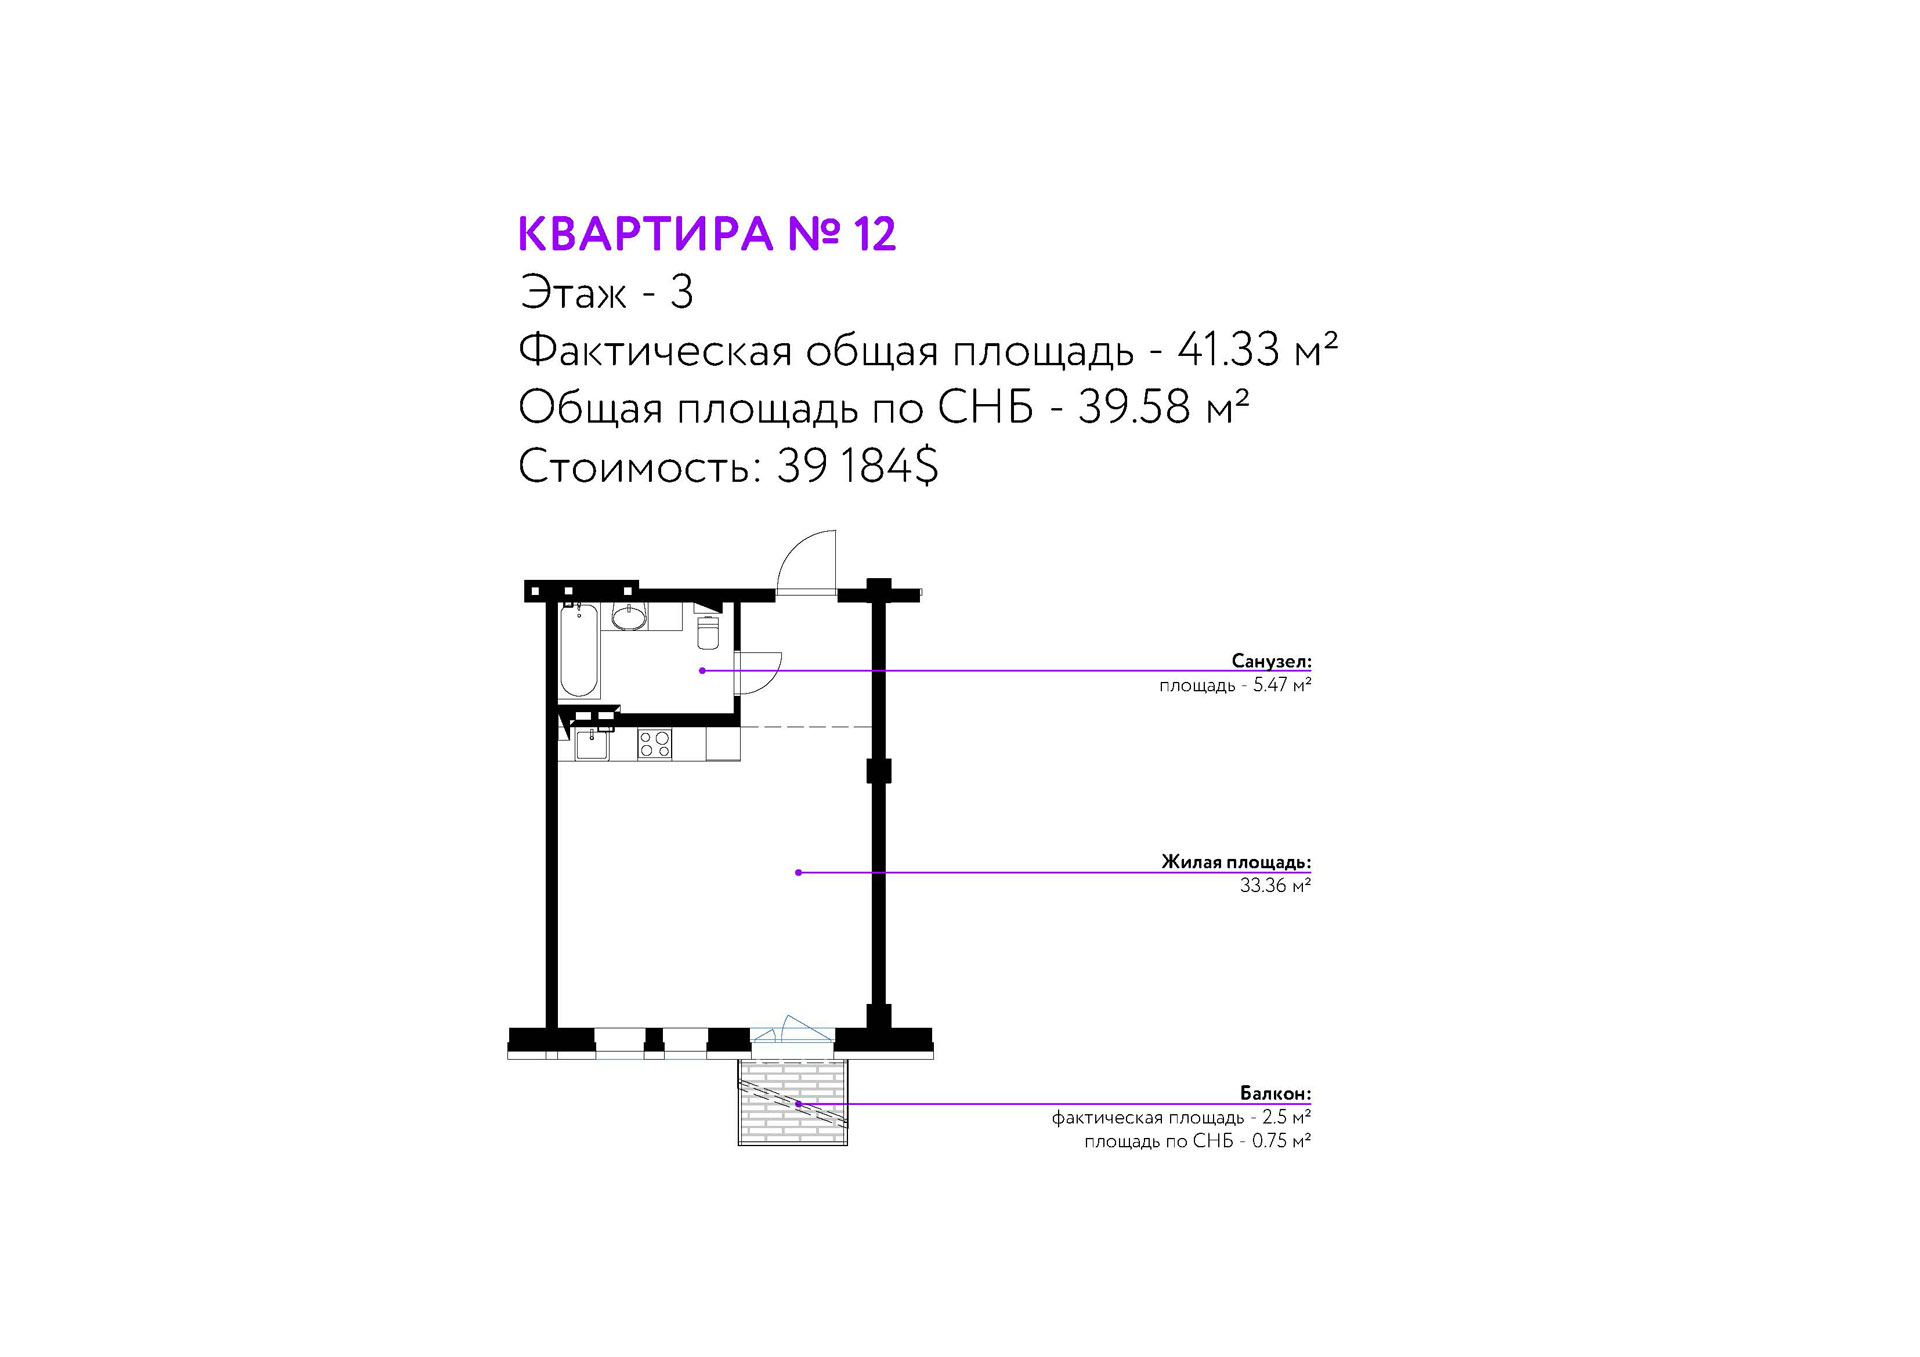 КВАРТИРА № 12
Этаж - 3
Фактическая общая площадь - 41.33 м²
Общая площадь по СНБ - 39.58 м²
Стоимость: 39 184$
Санузел:
площадь - 5.47 м²
Жилая площадь:
33.36 м²
Балкон:
фактическая площадь - 2.5 м²
площадь по СНБ - 0.75 м²